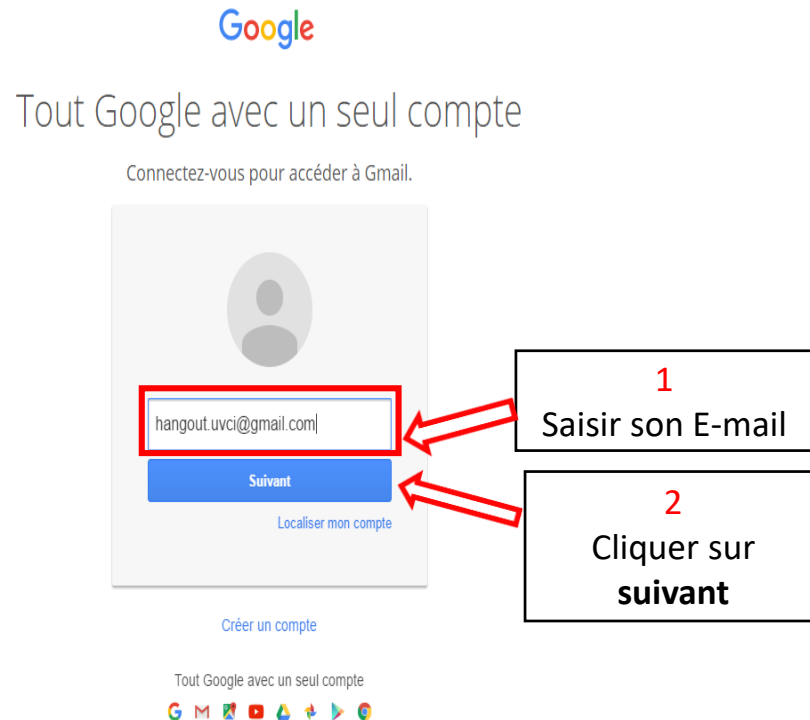 Google
Tout Google avec un seul compte
Connectez-vous pour accéder à Gmail.
hangout.uvci@gmail.com
Suivant
Localiser mon compte
1
Saisir son E-mail
2
Cliquer sur
suivant
Créer un compte
Tout Google avec un seul compte